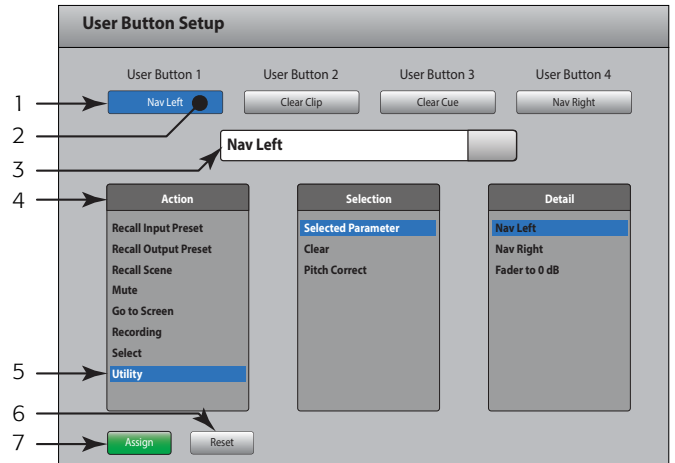 User Button Setup
User Button 1 User Button 2 User Button 3 User Button 4
1 Nav Left Clear Clip Clear Cue Nav Right
2
3 Nav Left
4 Action Selection Detail
Recall Input Preset Selected Parameter Nav Left
Recall Output Preset Clear Nav Right
Recall Scene Pitch Correct Fader to 0 dB
Mute
Go to Screen
Recording
Select
5 Utility
6
7 Assign Reset